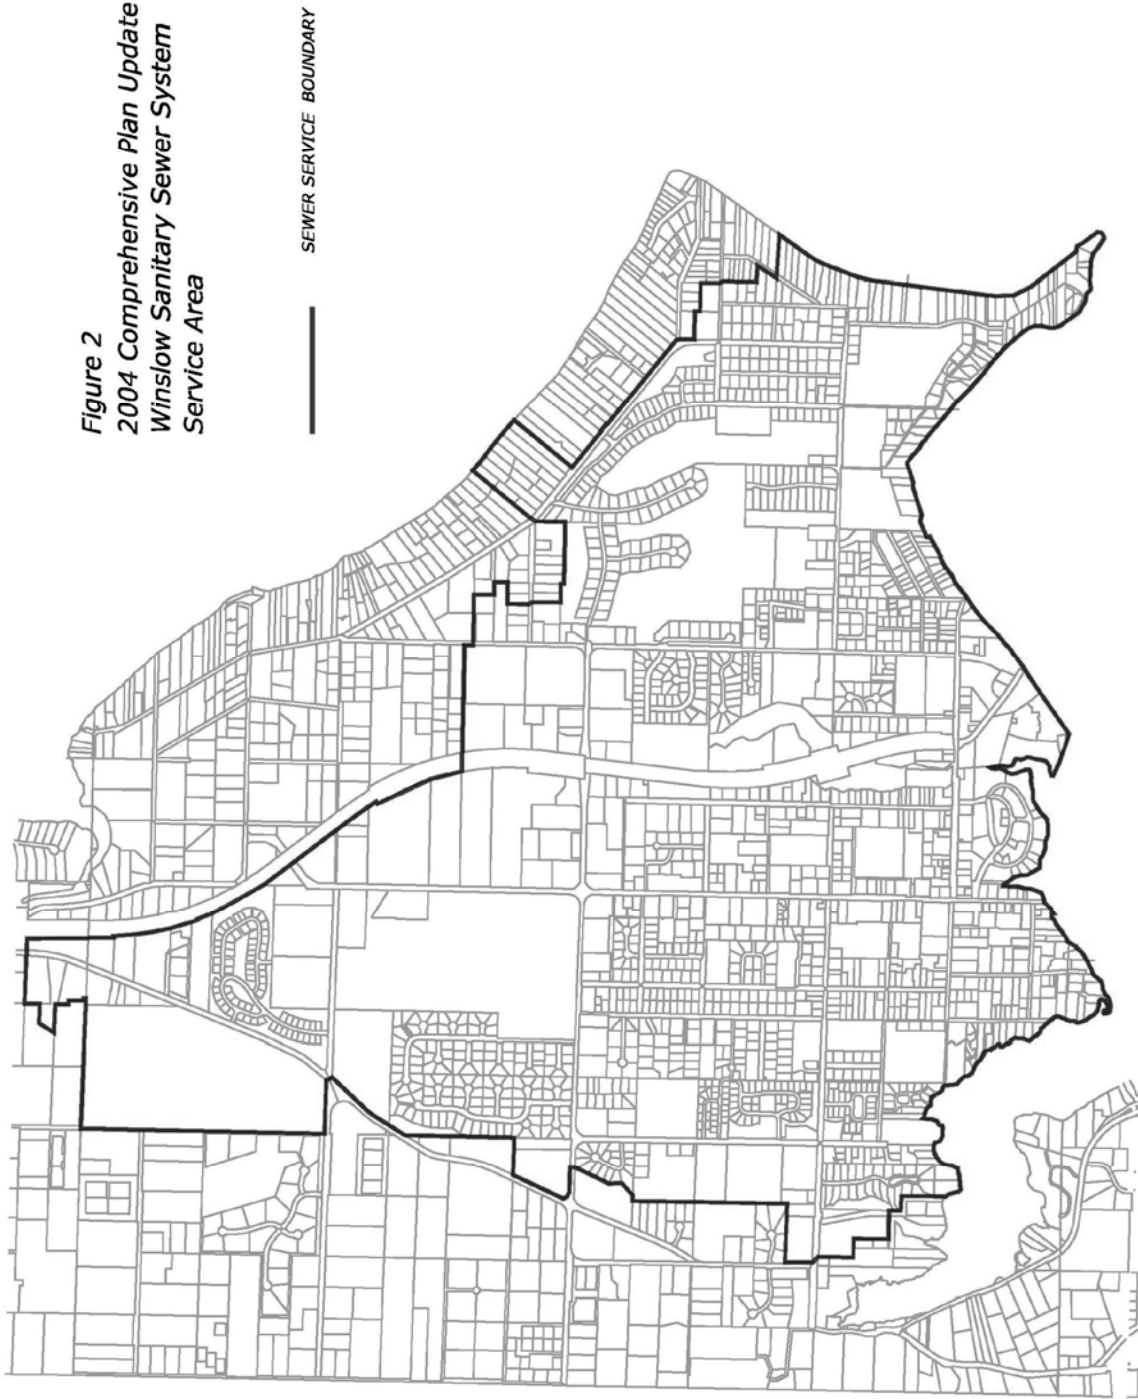 Figure 2
2004 Comprehensive Plan Update
Winslow Sanitary Sewer System
Service Area
SEWER SERVICE BOUNDARY